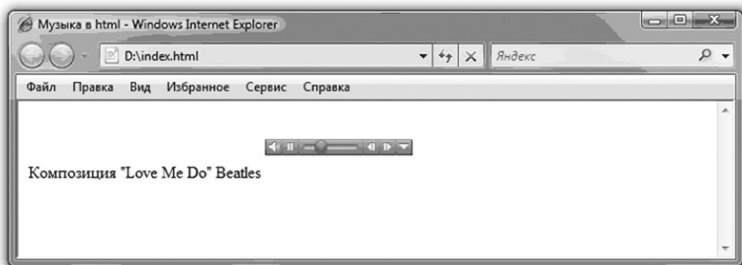 Музыка в html - Windows Internet Explorer
D:\index.html
Яндекс
Файл Правка Вид Избранное Сервис Справка
Композиция "Love Me Do" Beatles